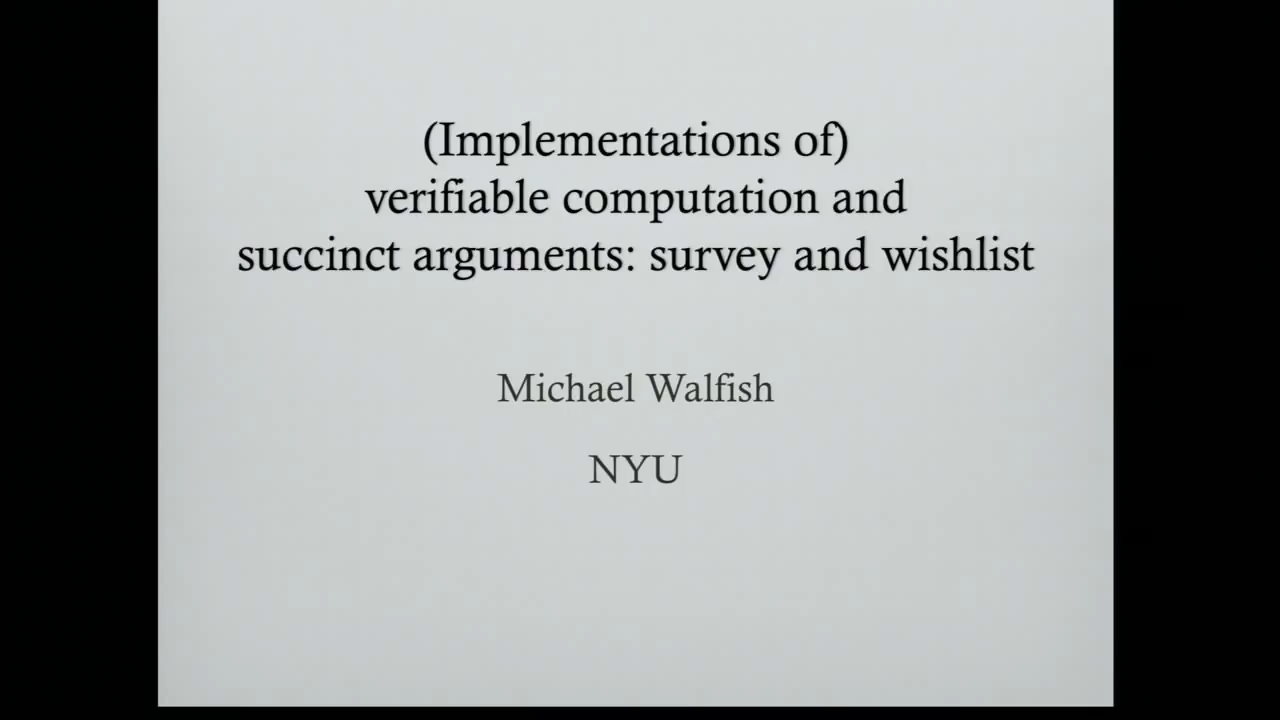 (Implementations of)
verifiable computation and
succinct arguments: survey and wishlist
Michael Walfish
NYU